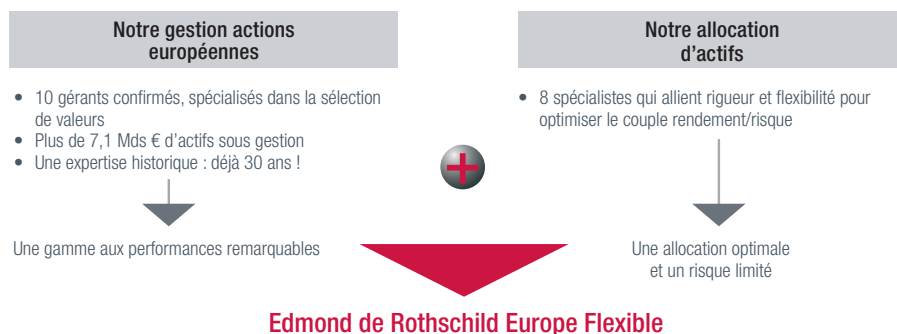 Notre gestion actions
européennes
• 10 gérants confirmés, spécialisés dans la sélection
de valeurs
• Plus de 7,1 Mds € d’actifs sous gestion
• Une expertise historique : déjà 30 ans !
Une gamme aux performances remarquables
Notre allocation
d’actifs
• 8 spécialistes qui allient rigueur et flexibilité pour
optimiser le couple rendement/risque
Une allocation optimale
et un risque limité
+
Edmond de Rothschild Europe Flexible